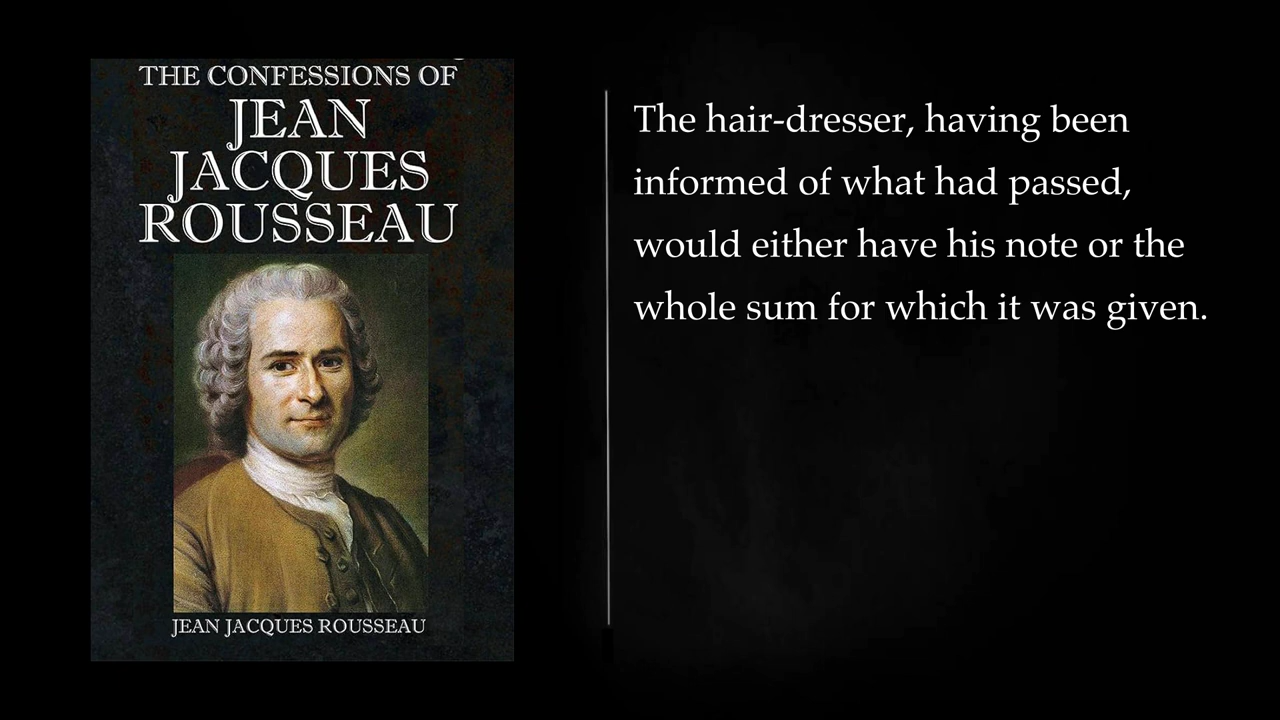 THE CONFESSIONS OF
JEAN
JACQUES
ROUSSEAU
JEAN JACQUES ROUSSEAU
The hair-dresser, having been
informed of what had passed,
would either have his note or the
whole sum for which it was given.